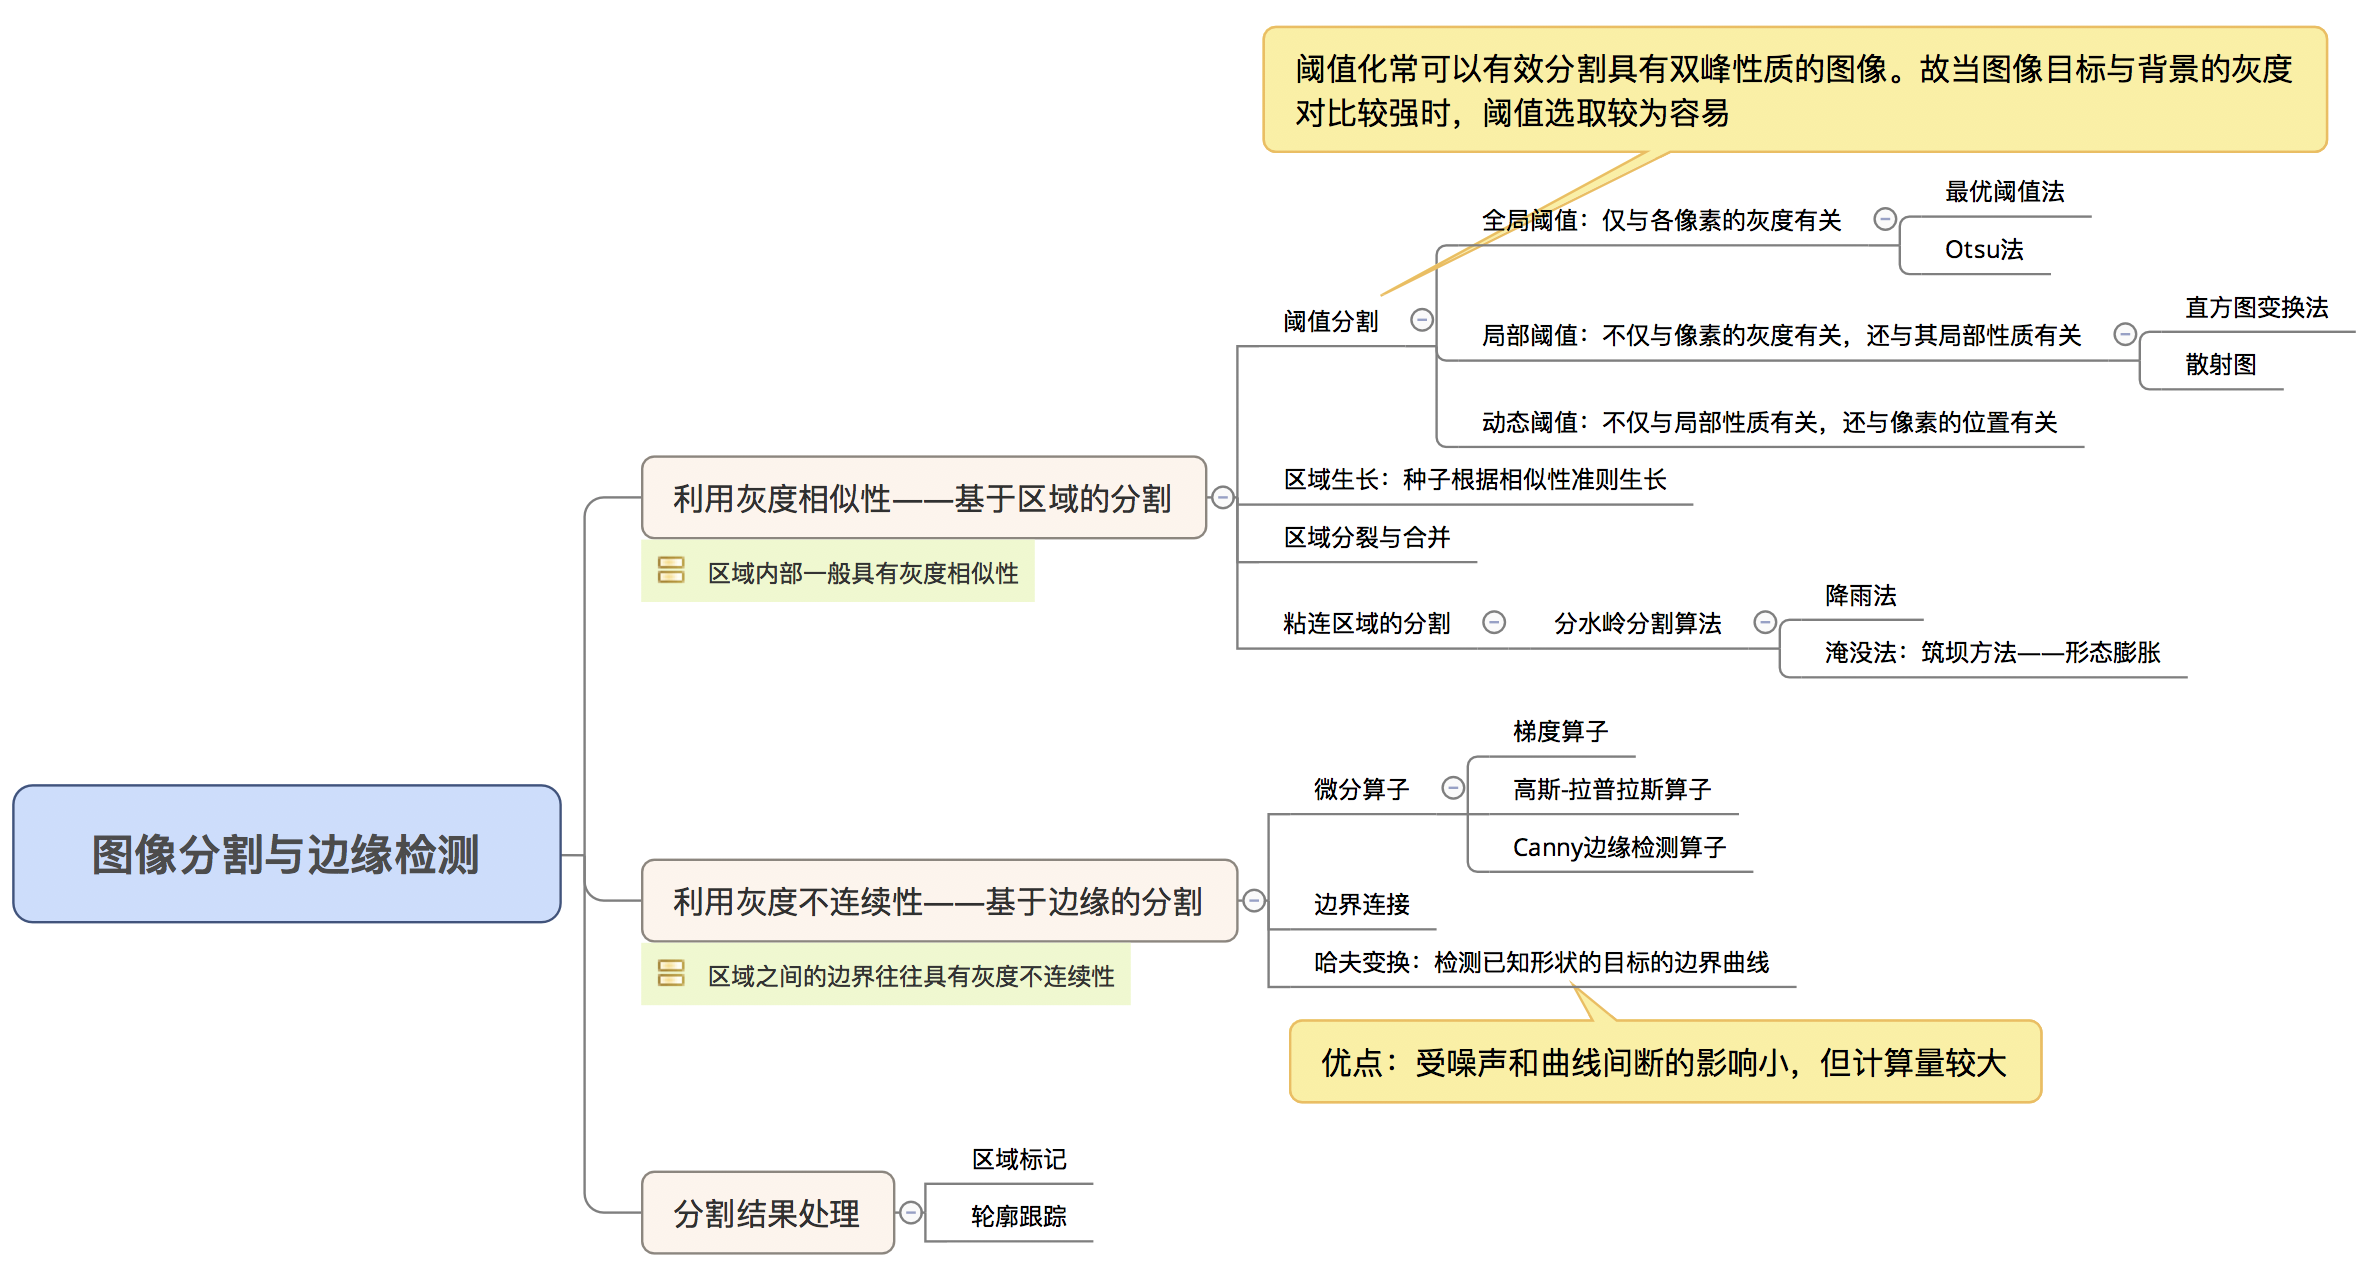 阈值化常可以有效分割具有双峰性质的图像。故当图像目标与背景的灰度
对比较强时，阈值选取较为容易
最优阈值法
全局阈值：仅与各像素的灰度有关
Otsu法
直方图变换法
阈值分割
局部阈值：不仅与像素的灰度有关，还与其局部性质有关
散射图
动态阈值：不仅与局部性质有关，还与像素的位置有关
利用灰度相似性——基于区域的分割
区域生长：种子根据相似性准则生长
区域分裂与合并
区域内部一般具有灰度相似性
降雨法
粘连区域的分割
分水岭分割算法
淹没法：筑坝方法——形态膨胀
梯度算子
微分算子
高斯-拉普拉斯算子
Canny边缘检测算子
图像分割与边缘检测
利用灰度不连续性——基于边缘的分割
边界连接
区域之间的边界往往具有灰度不连续性
哈夫变换：检测已知形状的目标的边界曲线
优点：受噪声和曲线间断的影响小，但计算量较大
区域标记
分割结果处理
轮廓跟踪